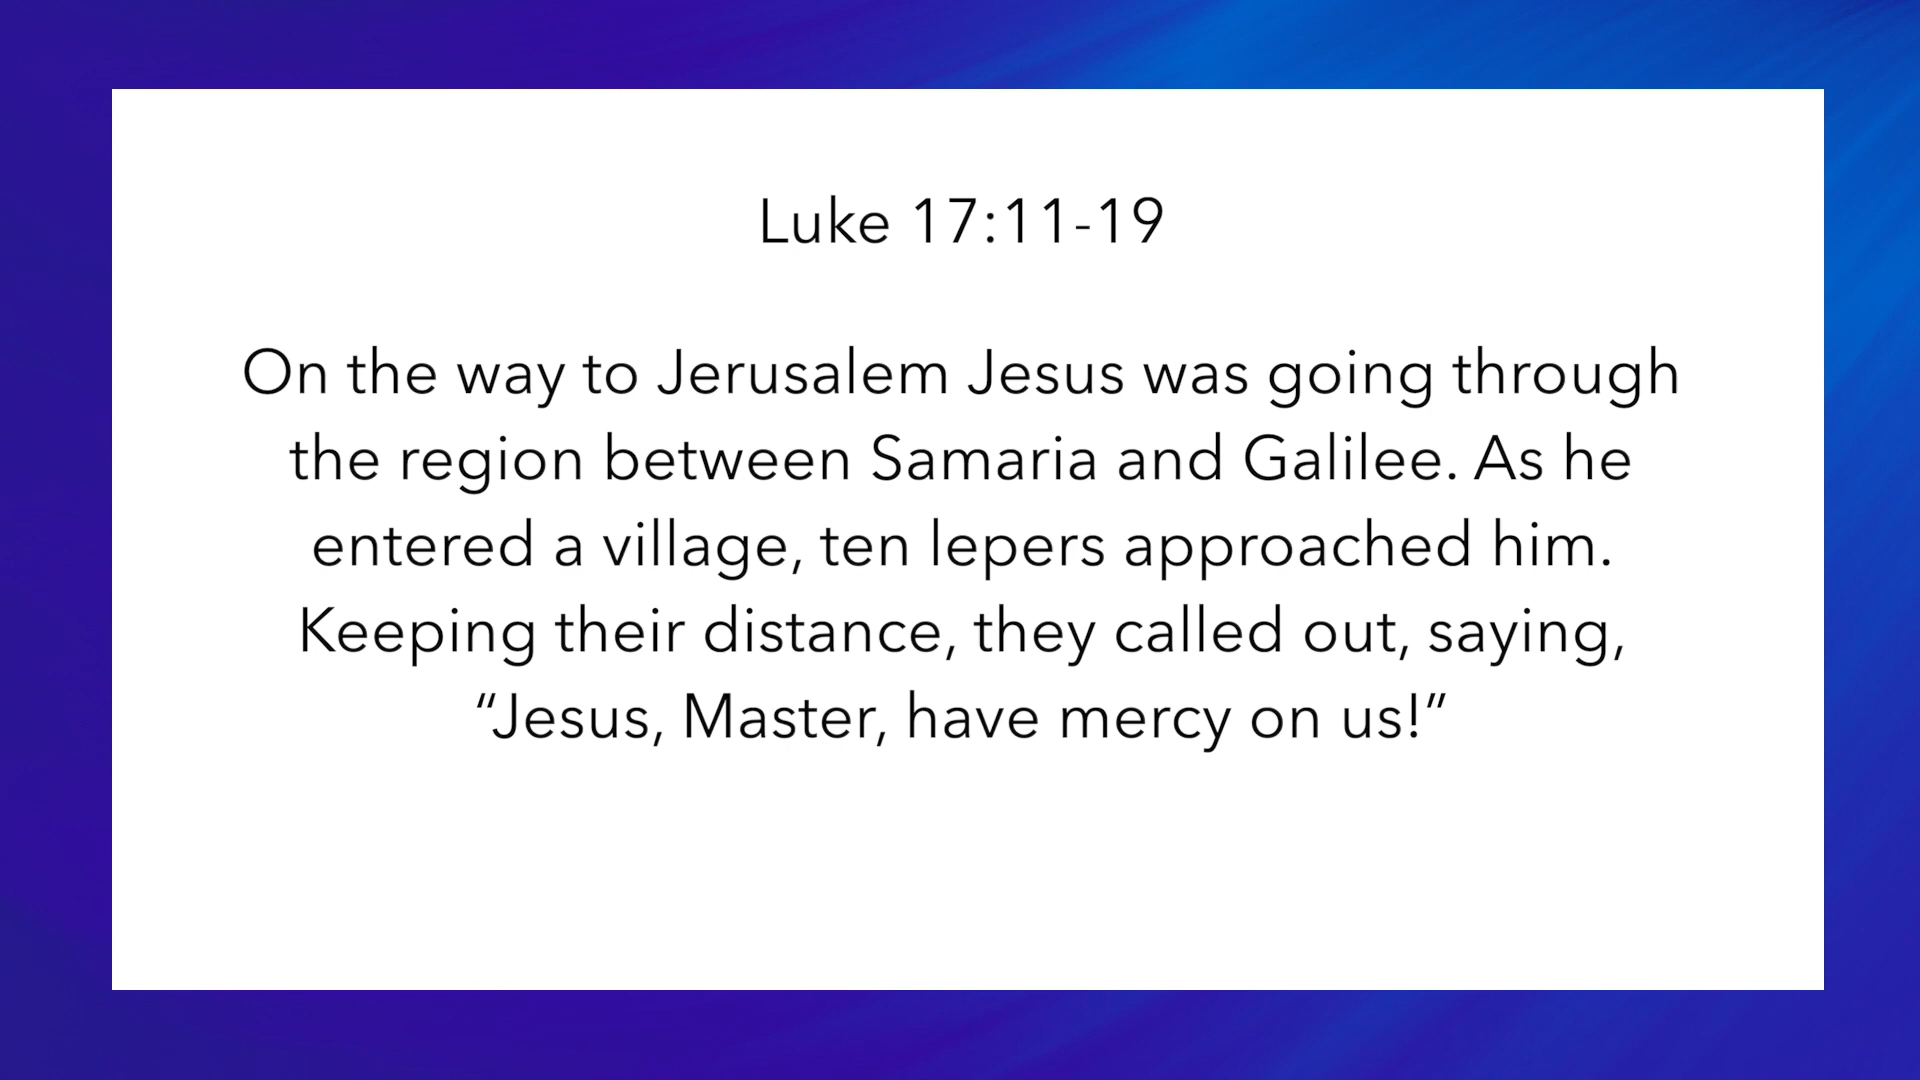 Luke 17:11-19
On the way to Jerusalem Jesus was going through
the region between Samaria and Galilee. As he
entered a village, ten lepers approached him.
Keeping their distance, they called out, saying,
“Jesus, Master, have mercy on us!”